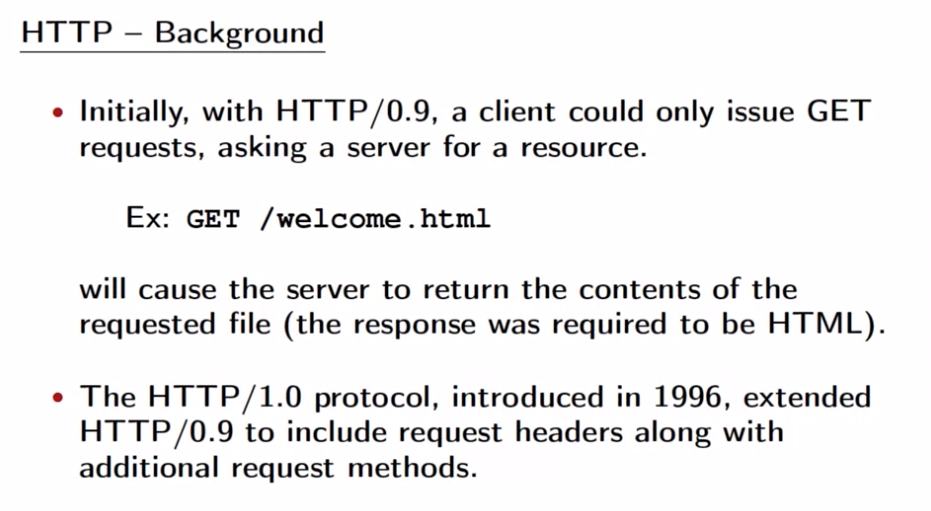 HTTP – Background
• Initially, with HTTP/0.9, a client could only issue GET
requests, asking a server for a resource.
Ex: GET /welcome.html
will cause the server to return the contents of the
requested file (the response was required to be HTML).
• The HTTP/1.0 protocol, introduced in 1996, extended
HTTP/0.9 to include request headers along with
additional request methods.